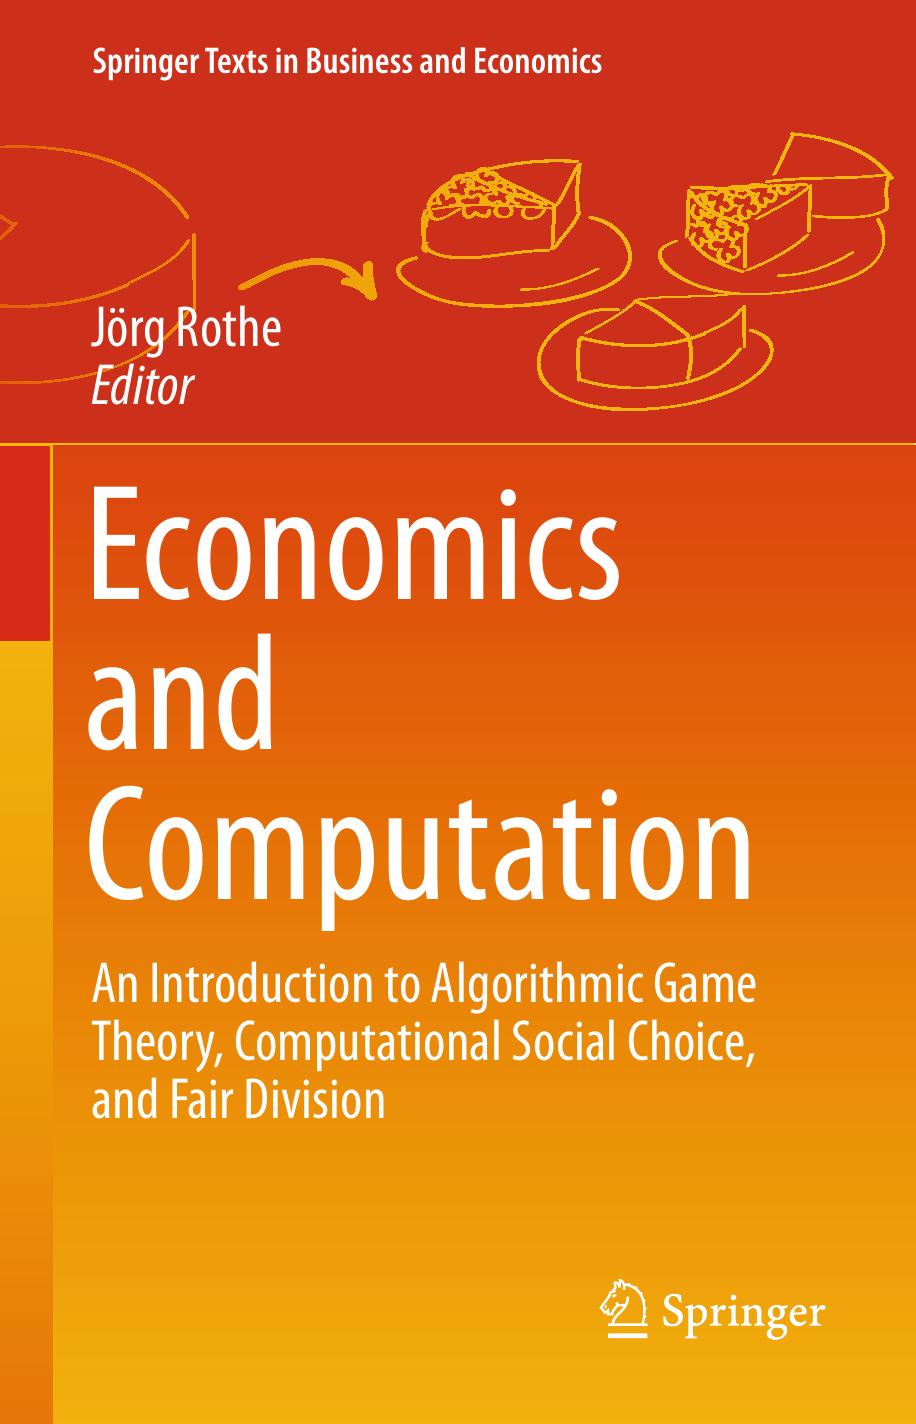 Springer Texts in Business and Economics
Jörg Rothe
Editor
Economics
and
Computation
An Introduction to Algorithmic Game
Theory, Computational Social Choice,
and Fair Division
Springer